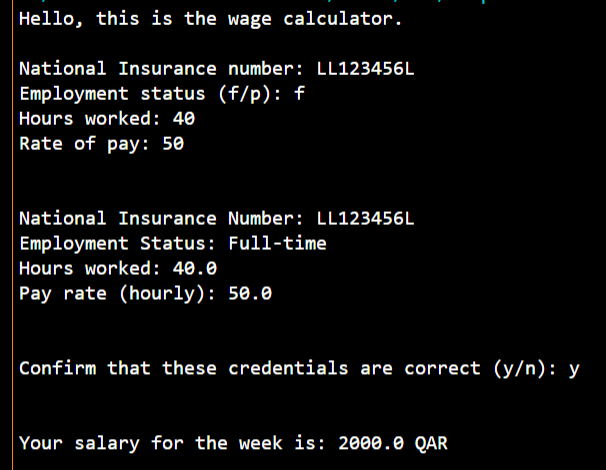 Hello, this is the wage calculator.
National Insurance number: LL123456L
Employment status (f/p): f
Hours worked: 40
Rate of pay: 50
National Insurance Number: LL123456L
Employment Status: Full-time
Hours worked: 40.0
Pay rate (hourly): 50.0
Confirm that these credentials are correct (y/n): y
Your salary for the week is: 2000.0 QAR